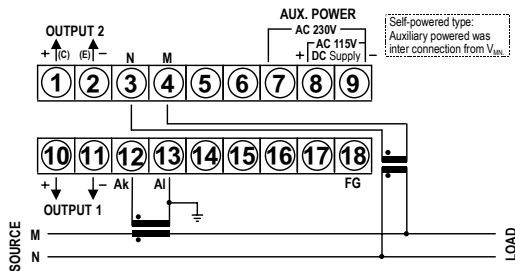 AUX. POWER
OUTPUT 2
AC 230V
Self-powered type:
Auxiliary powered was
inter connection from VMN.
+ (C) (E) − N M
AC 115V
+ DC Supply −
1 2 3 4 5 6 7 8 9
10 11 12 13 14 15 16 17 18
+ − Ak Al FG
OUTPUT 1
SOURCE
M
N
LOAD